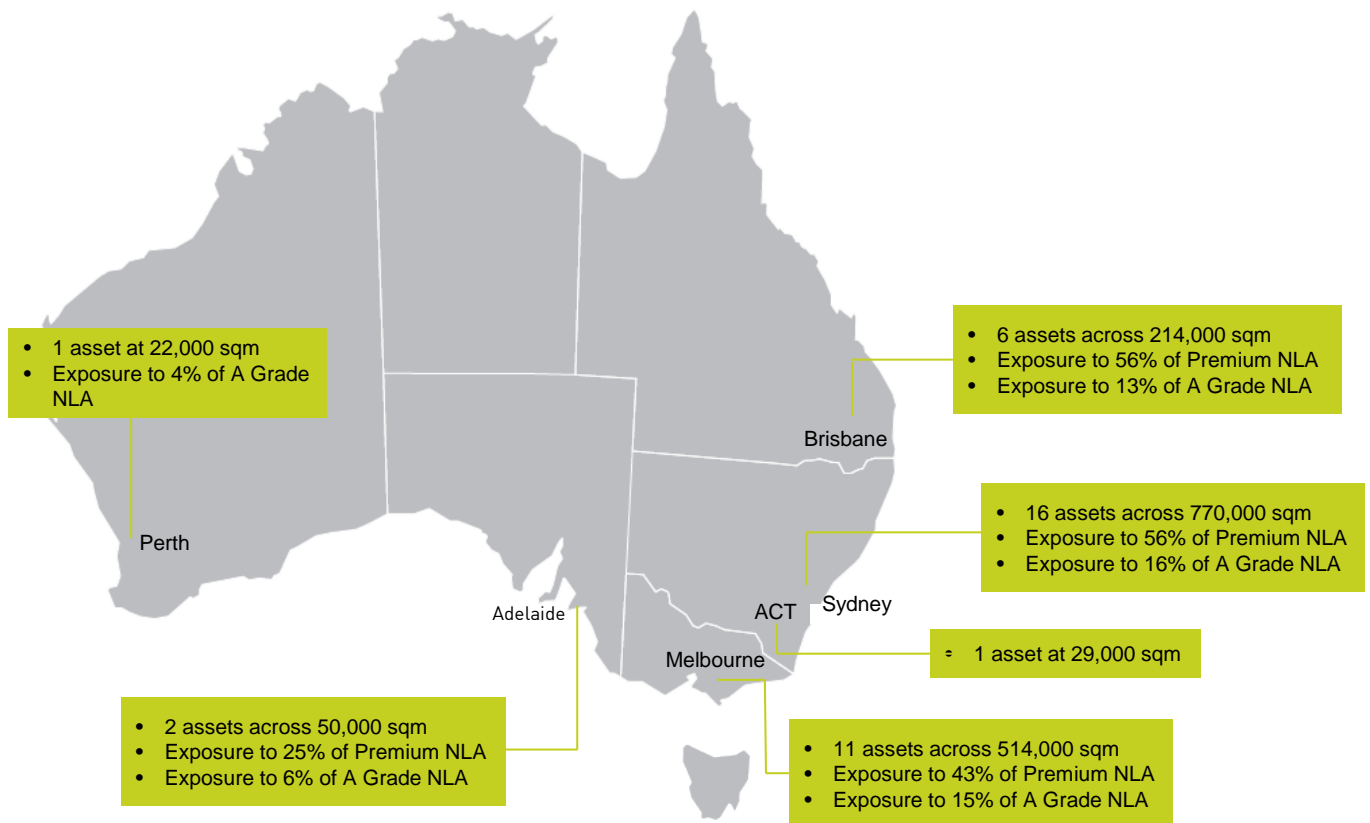 • 1 asset at 22,000 sqm
• Exposure to 4% of A Grade
NLA
Perth
• 6 assets across 214,000 sqm
• Exposure to 56% of Premium NLA
• Exposure to 13% of A Grade NLA
Brisbane
• 16 assets across 770,000 sqm
• Exposure to 56% of Premium NLA
• Exposure to 16% of A Grade NLA
Sydney
ACT
• 1 asset at 29,000 sqm
Adelaide
• 2 assets across 50,000 sqm
• Exposure to 25% of Premium NLA
• Exposure to 6% of A Grade NLA
Melbourne
• 11 assets across 514,000 sqm
• Exposure to 43% of Premium NLA
• Exposure to 15% of A Grade NLA